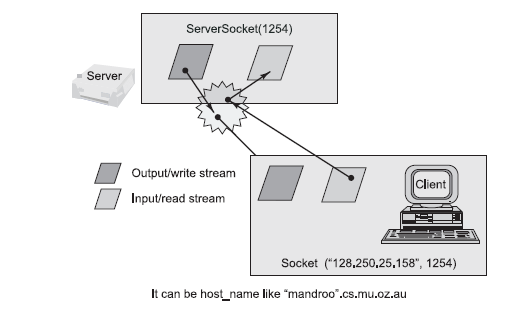 ServerSocket(1254)
Server
Output/write stream
Input/read stream
Client
Socket ("128.250.25.158", 1254)
It can be host_name like "mandroo".cs.mu.oz.au